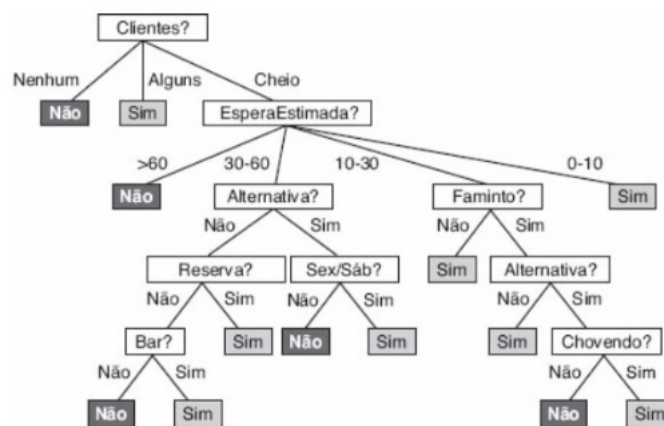 Clientes?
Nenhum Alguns Cheio
Não Sim EsperaEstimada?
>60 30-60 10-30 0-10
Não Alternativa? Faminto? Sim
Não Sim Não Sim
Reserva? Sex/Sáb? Sim Alternativa?
Não Sim Não Sim Não Sim
Bar? Sim Não Sim Sim Chovendo?
Não Sim Não Sim
Não Sim Não Sim